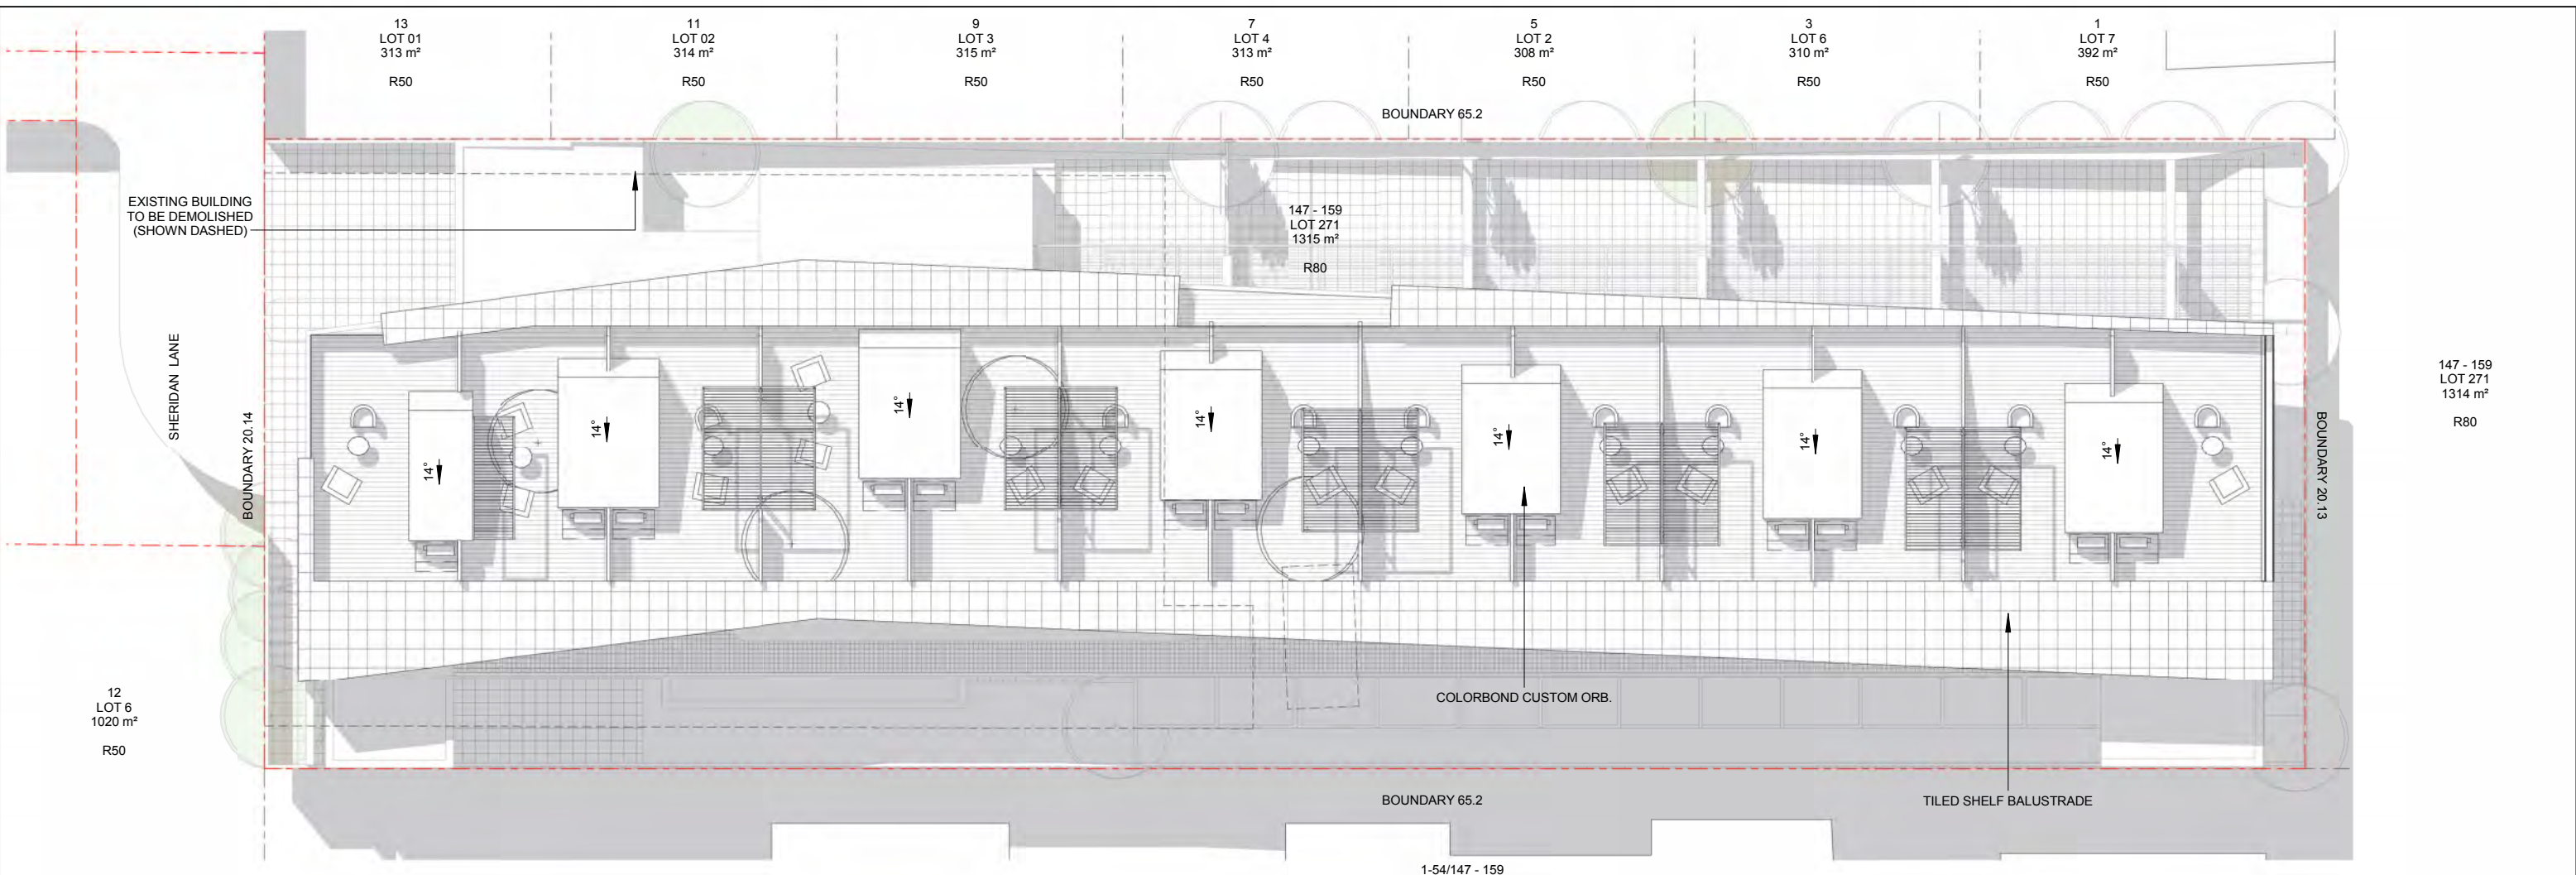 13
LOT 01
313 m²
R50
11
LOT 02
314 m²
R50
9
LOT 3
315 m²
R50
7
LOT 4
313 m²
R50
5
LOT 2
308 m²
R50
3
LOT 6
310 m²
R50
1
LOT 7
392 m²
R50
BOUNDARY 65.2
EXISTING BUILDING
TO BE DEMOLISHED
(SHOWN DASHED)
147 - 159
LOT 271
1315 m²
R80
SHERIDAN LANE
BOUNDARY 20.14
14°
14°
14°
14°
14°
14°
14°
BOUNDARY 20.13
147 - 159
LOT 271
1314 m²
R80
12
LOT 6
1020 m²
R50
COLORBOND CUSTOM ORB.
TILED SHELF BALUSTRADE
BOUNDARY 65.2
1-54/147 - 159